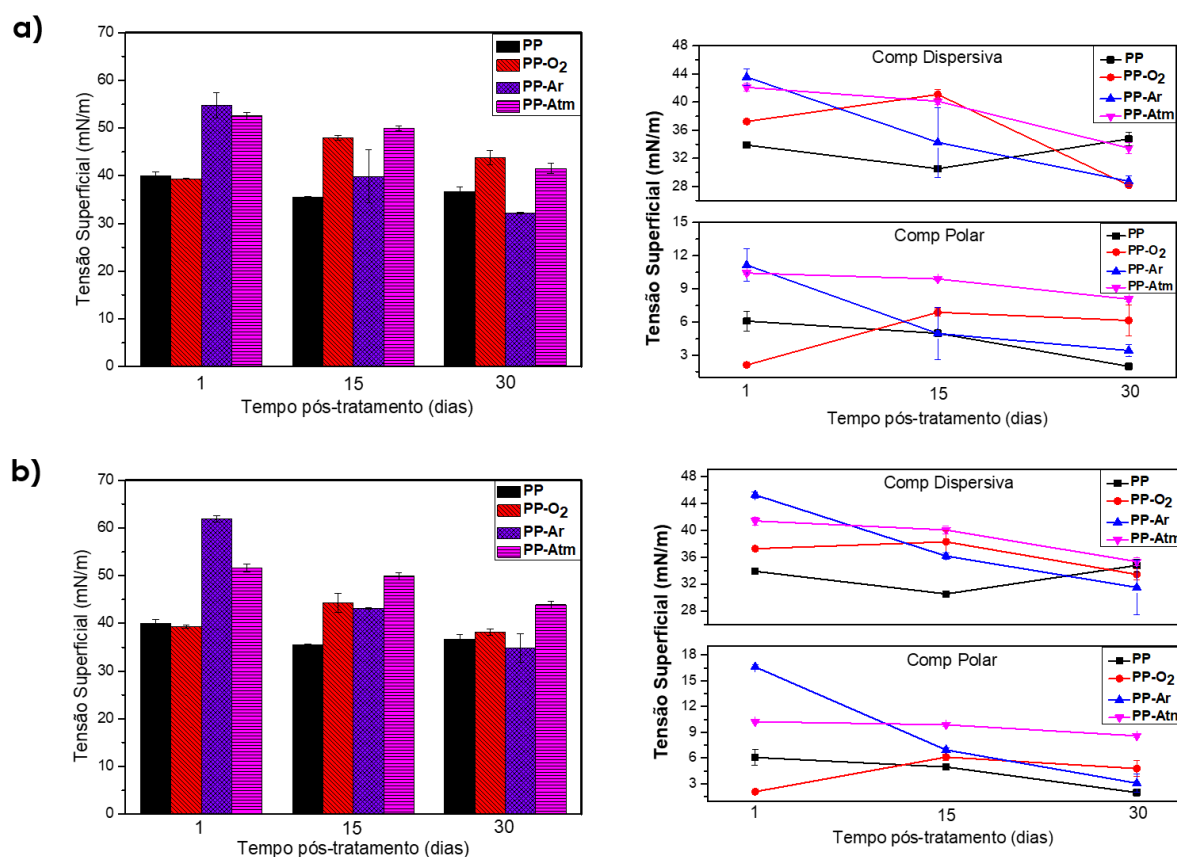 a)
70
60
50
40
30
20
10
0
Tensão Superficial (mN/m)
PP
PP-O₂
PP-Ar
PP-Atm
1
15
30
Tempo pós-tratamento (dias)
48
44
40
36
32
28
Comp Dispersiva
PP
PP-O₂
PP-Ar
PP-Atm
Tensão Superficial (mN/m)
15
12
9
6
3
Comp Polar
PP
PP-O₂
PP-Ar
PP-Atm
1
15
30
Tempo pós-tratamento (dias)
b)
70
60
50
40
30
20
10
0
Tensão Superficial (mN/m)
PP
PP-O₂
PP-Ar
PP-Atm
1
15
30
Tempo pós-tratamento (dias)
48
44
40
36
32
28
Comp Dispersiva
PP
PP-O₂
PP-Ar
PP-Atm
Tensão Superficial (mN/m)
18
15
12
9
6
3
Comp Polar
PP
PP-O₂
PP-Ar
PP-Atm
1
15
30
Tempo pós-tratamento (dias)